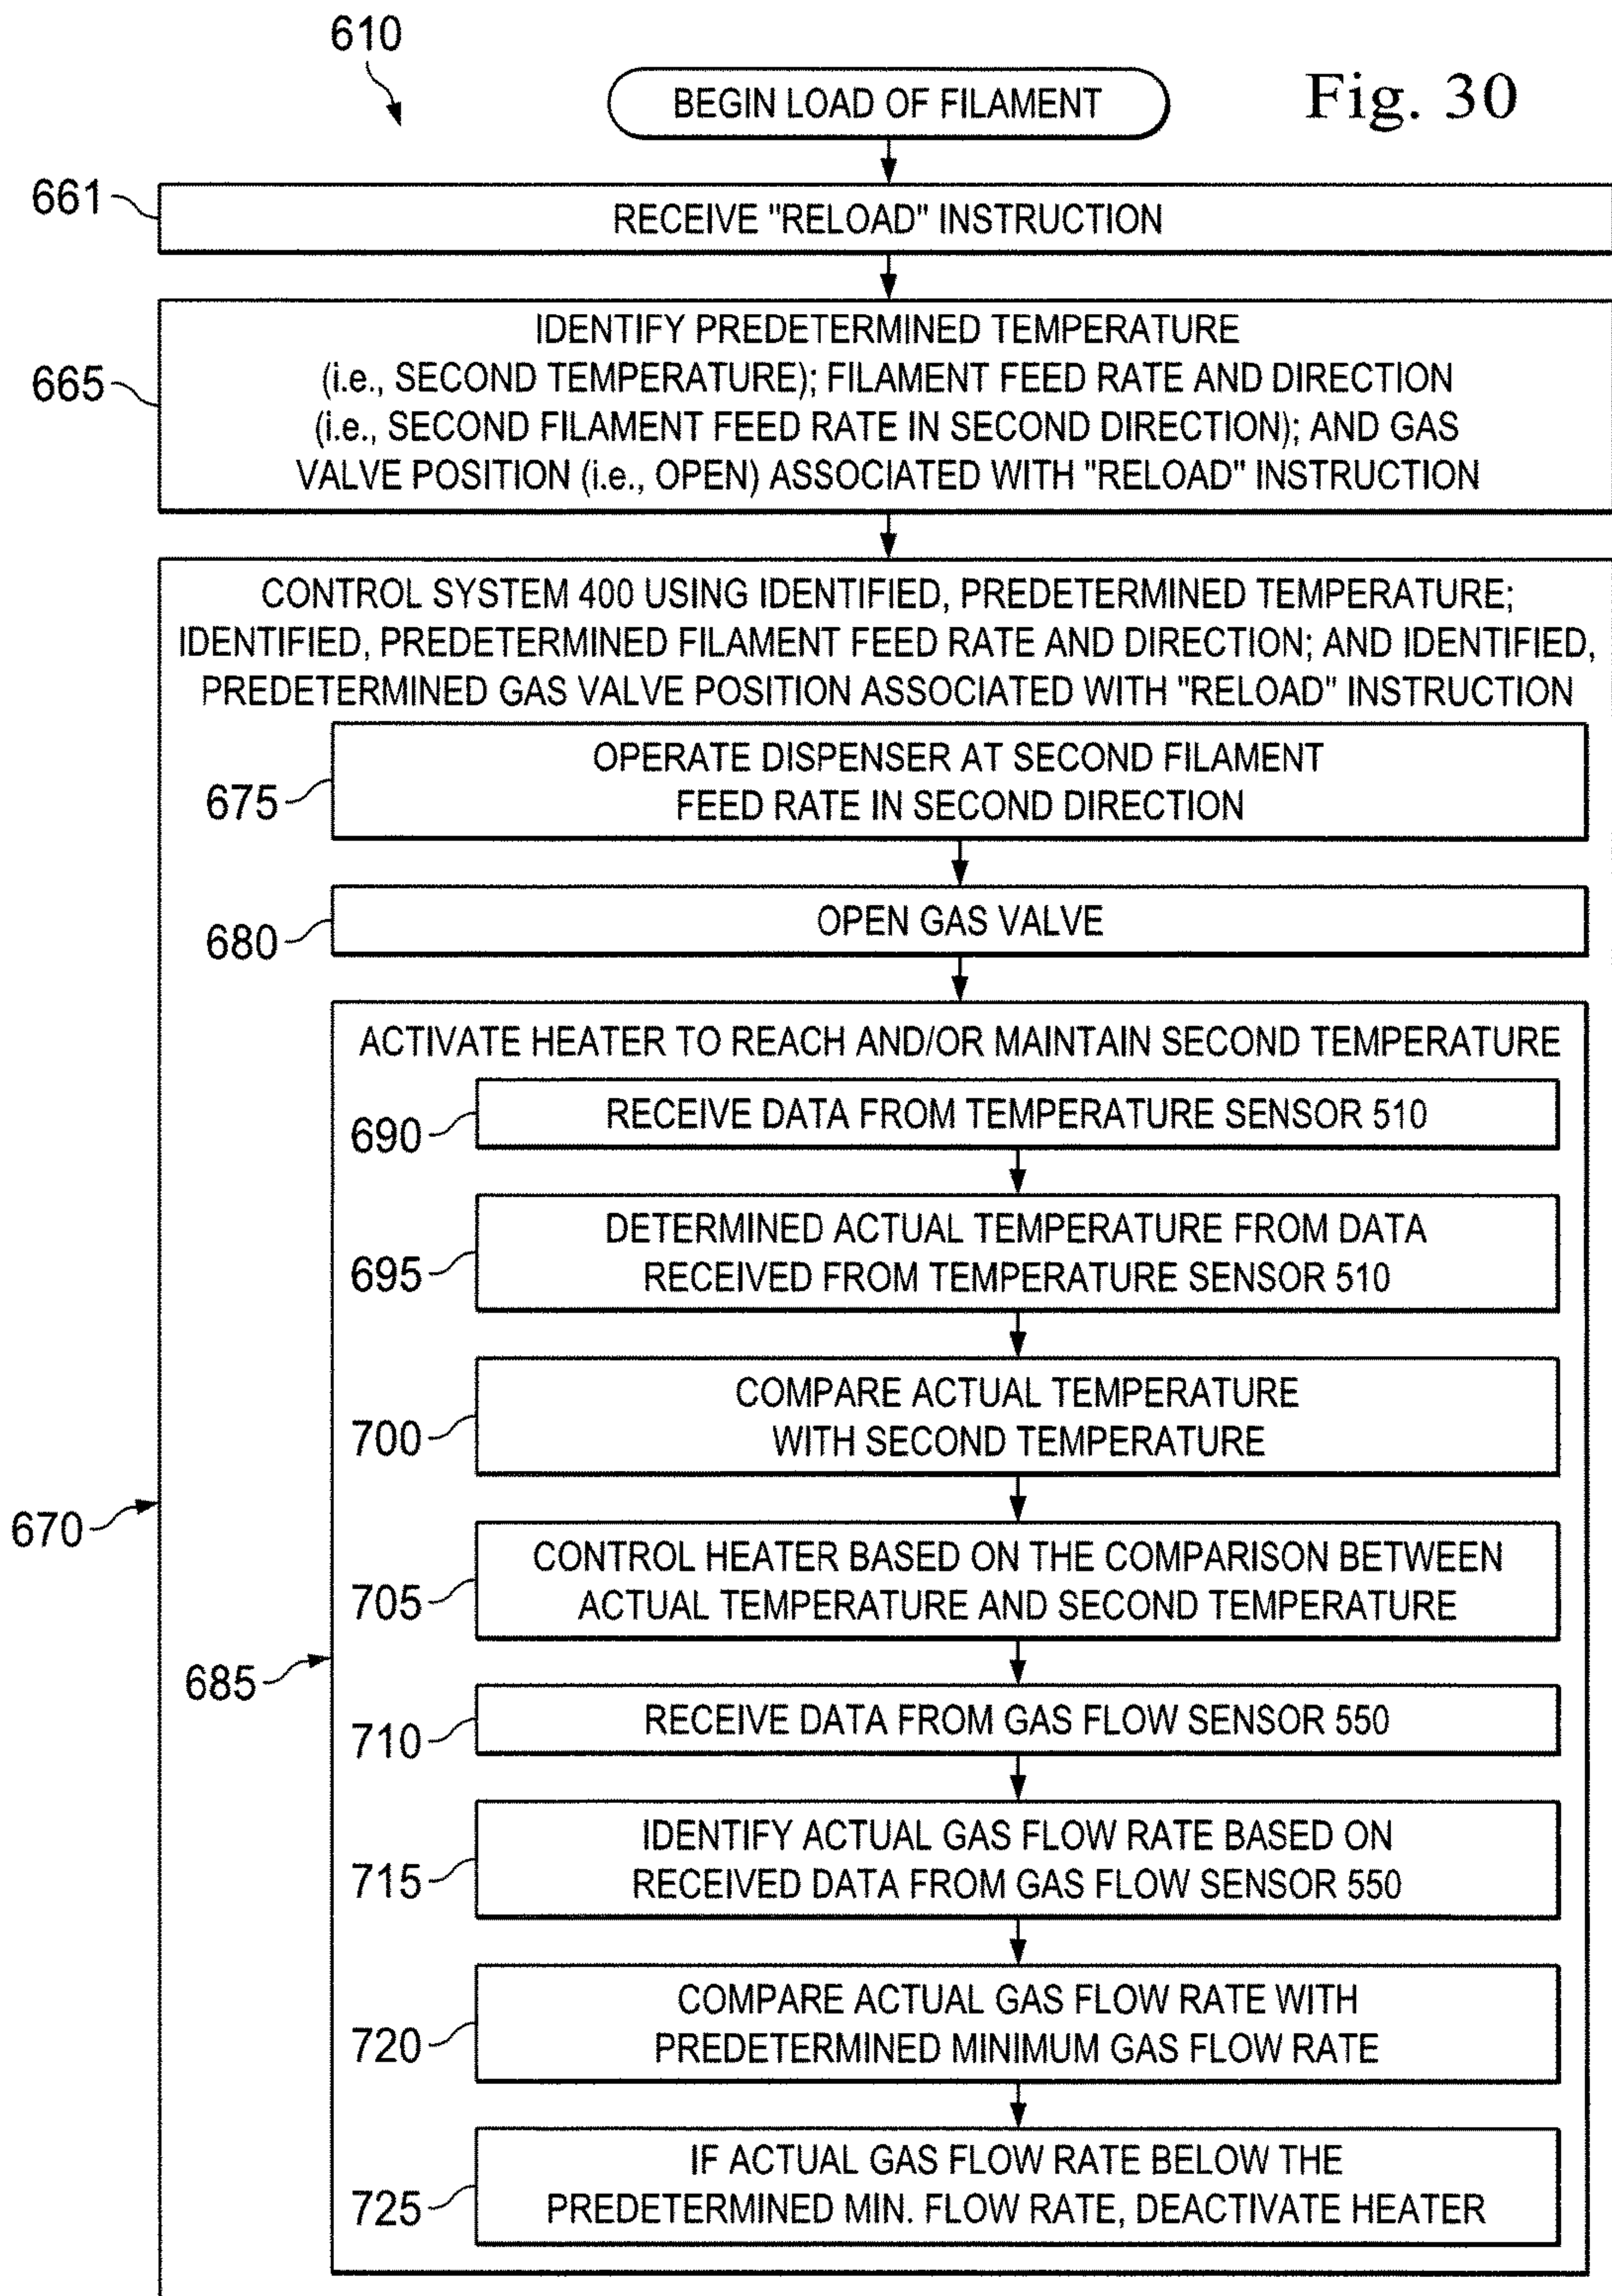 610
BEGIN LOAD OF FILAMENT
Fig. 30
661
RECEIVE "RELOAD" INSTRUCTION
665
IDENTIFY PREDETERMINED TEMPERATURE
(i.e., SECOND TEMPERATURE); FILAMENT FEED RATE AND DIRECTION
(i.e., SECOND FILAMENT FEED RATE IN SECOND DIRECTION); AND GAS
VALVE POSITION (i.e., OPEN) ASSOCIATED WITH "RELOAD" INSTRUCTION
CONTROL SYSTEM 400 USING IDENTIFIED, PREDETERMINED TEMPERATURE;
IDENTIFIED, PREDETERMINED FILAMENT FEED RATE AND DIRECTION; AND IDENTIFIED,
PREDETERMINED GAS VALVE POSITION ASSOCIATED WITH "RELOAD" INSTRUCTION
675
OPERATE DISPENSER AT SECOND FILAMENT
FEED RATE IN SECOND DIRECTION
680
OPEN GAS VALVE
ACTIVATE HEATER TO REACH AND/OR MAINTAIN SECOND TEMPERATURE
690
RECEIVE DATA FROM TEMPERATURE SENSOR 510
695
DETERMINED ACTUAL TEMPERATURE FROM DATA
RECEIVED FROM TEMPERATURE SENSOR 510
700
COMPARE ACTUAL TEMPERATURE
WITH SECOND TEMPERATURE
670
705
CONTROL HEATER BASED ON THE COMPARISON BETWEEN
ACTUAL TEMPERATURE AND SECOND TEMPERATURE
685
710
RECEIVE DATA FROM GAS FLOW SENSOR 550
715
IDENTIFY ACTUAL GAS FLOW RATE BASED ON
RECEIVED DATA FROM GAS FLOW SENSOR 550
720
COMPARE ACTUAL GAS FLOW RATE WITH
PREDETERMINED MINIMUM GAS FLOW RATE
725
IF ACTUAL GAS FLOW RATE BELOW THE
PREDETERMINED MIN. FLOW RATE, DEACTIVATE HEATER